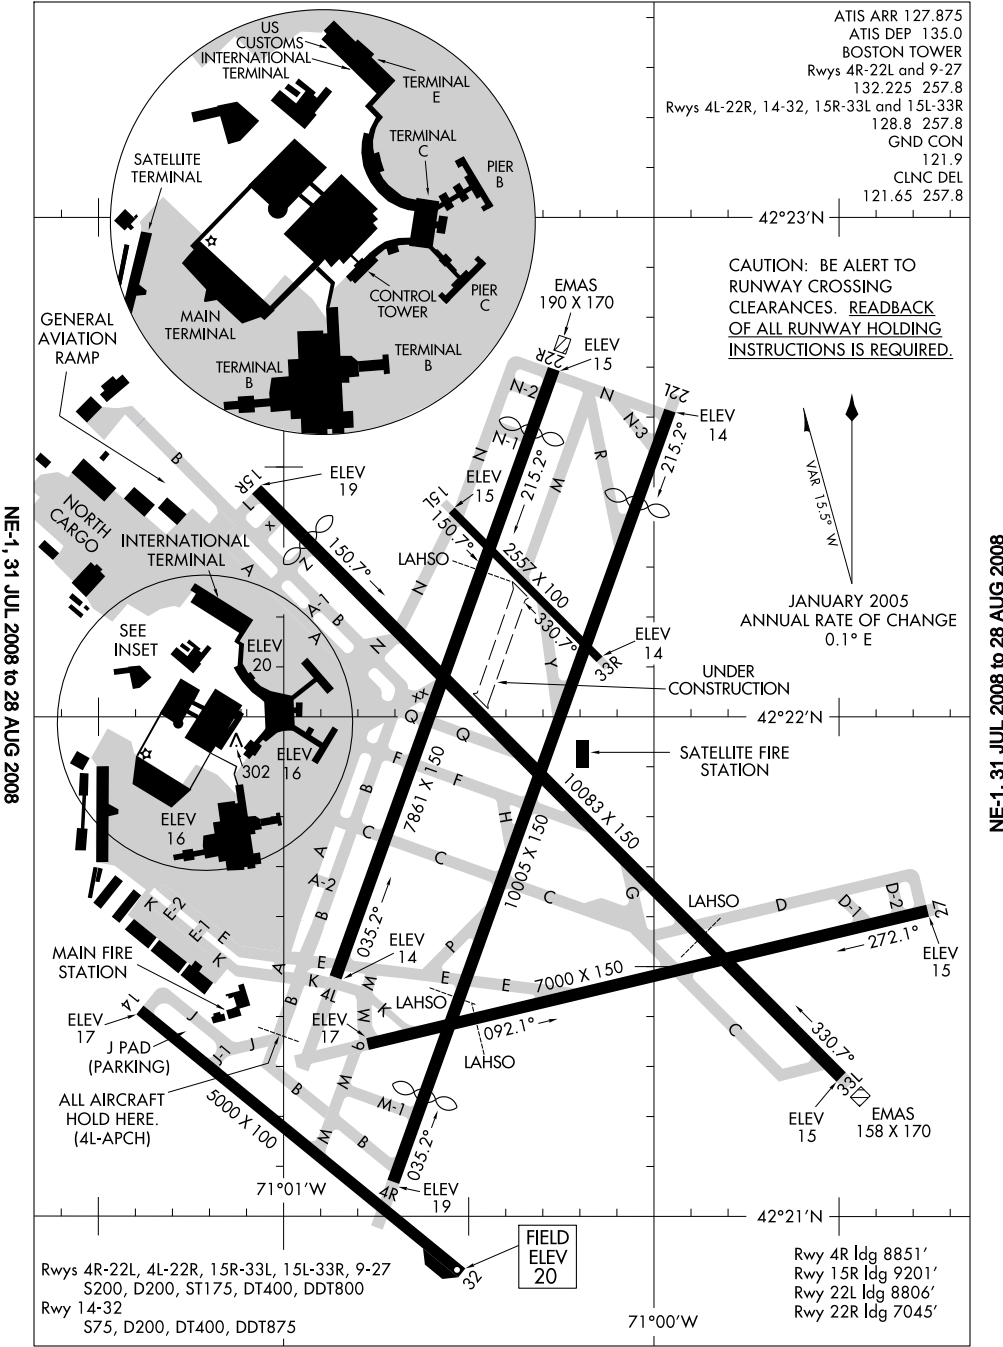 ATIS ARR 127.875
ATIS DEP 135.0
BOSTON TOWER
Rwys 4R-22L and 9-27
132.225 257.8
Rwys 4L-22R, 14-32, 15R-33L and 15L-33R
128.8 257.8
GND CON
121.9
CLNC DEL
121.65 257.8
US
CUSTOMS
INTERNATIONAL
TERMINAL
TERMINAL
E
TERMINAL
C
PIER
B
SATELLITE
TERMINAL
MAIN
TERMINAL
CONTROL
TOWER
PIER
C
TERMINAL
B
TERMINAL
B
42°23'N
CAUTION: BE ALERT TO
RUNWAY CROSSING
CLEARANCES. READBACK
OF ALL RUNWAY HOLDING
INSTRUCTIONS IS REQUIRED.
EMAS
190 X 170
GENERAL
AVIATION
RAMP
22R
ELEV
15
N-2
N
N-3
22L
ELEV
14
N-1
Z
N
M
R
215.2°
215.2°
VAR 15.5° W
JANUARY 2005
ANNUAL RATE OF CHANGE
0.1° E
B
15R
ELEV
19
L
X
Z
150.7°
15L
ELEV
15
150.7°
LAHSO
2557 X 100
330.7°
33R
ELEV
14
Y
N
NORTH
CARGO
INTERNATIONAL
TERMINAL
A
A-1
B
A
N
SEE
INSET
ELEV
20
UNDER
CONSTRUCTION
XX
Q
Q
42°22'N
ELEV
16
302
ELEV
16
F
F
B
7861 X 150
H
SATELLITE FIRE
STATION
10083 X 150
10005 X 150
C
C
C
G
A
A-2
B
K
E-2
E-1
E
K
LAHSO
D
D-1
D-2
27
272.1°
ELEV
15
035.2°
ELEV
14
P
MAIN FIRE
STATION
A
B
E
K
4L
M
M
K
E
E
7000 X 150
LAHSO
092.1°
LAHSO
C
14
ELEV
17
J
J
J-1
J PAD
(PARKING)
ELEV
17
9
ALL AIRCRAFT
HOLD HERE.
(4L-APCH)
5000 X 100
B
B
M
M
M-1
035.2°
4R
ELEV
19
330.7°
33L
ELEV
15
EMAS
158 X 170
71°01'W
42°21'N
32
FIELD
ELEV
20
71°00'W
Rwys 4R-22L, 4L-22R, 15R-33L, 15L-33R, 9-27
S200, D200, ST175, DT400, DDT800
Rwy 14-32
S75, D200, DT400, DDT875
Rwy 4R ldg 8851'
Rwy 15R ldg 9201'
Rwy 22L ldg 8806'
Rwy 22R ldg 7045'
NE-1, 31 JUL 2008 to 28 AUG 2008
NE-1, 31 JUL 2008 to 28 AUG 2008